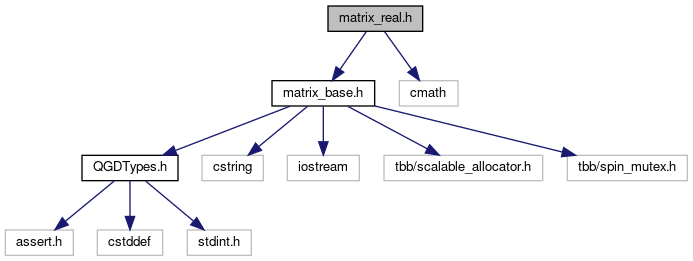 matrix_real.h
matrix_base.h
cmath
QGDTypes.h
cstring
iostream
tbb/scalable_allocator.h
tbb/spin_mutex.h
assert.h
cstddef
stdint.h